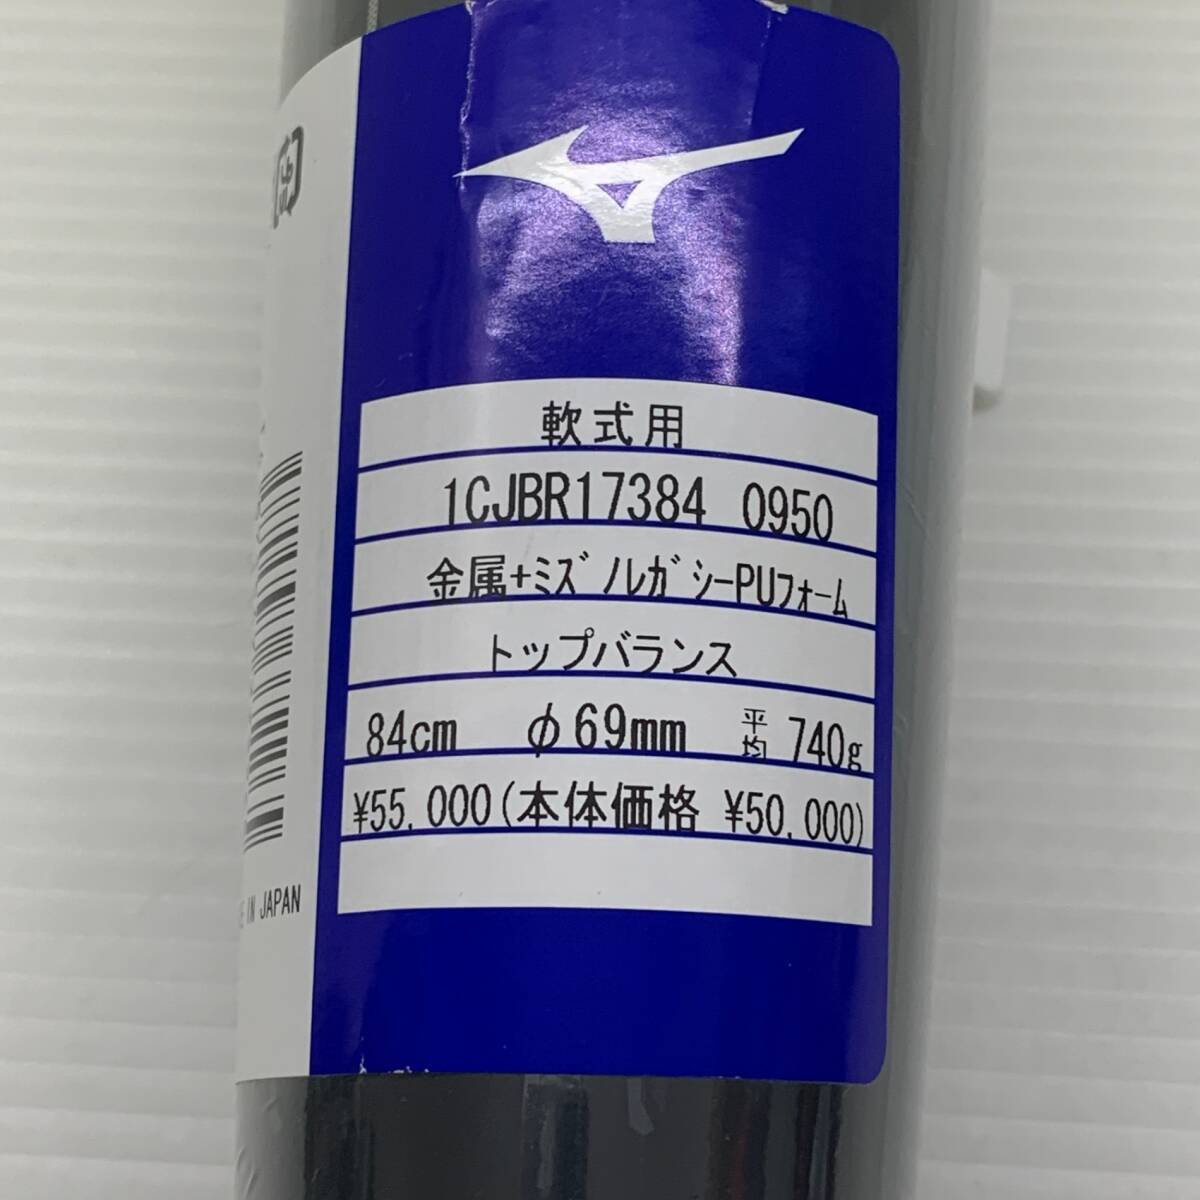 軟式用
1CJBR17384 0950
金属+ミズノレガシーPUフォーム
トップバランス
84cm φ69mm 平均 740g
¥55,000(本体価格 ¥50,000)
IN JAPAN